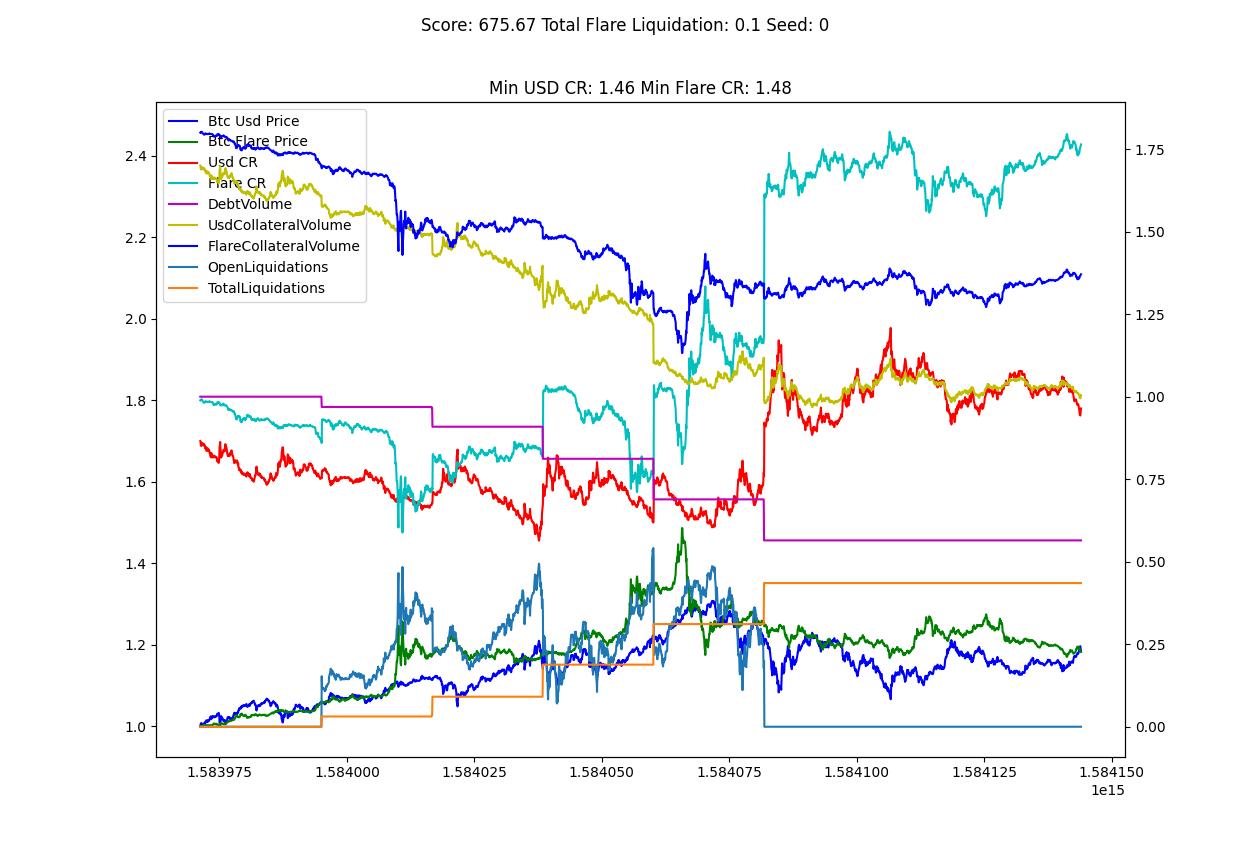 Score: 675.67 Total Flare Liquidation: 0.1 Seed: 0
Min USD CR: 1.46 Min Flare CR: 1.48
Btc Usd Price
Btc Flare Price
Usd CR
Flare CR
DebtVolume
UsdCollateralVolume
FlareCollateralVolume
OpenLiquidations
TotalLiquidations
2.4
2.2
2.0
1.8
1.6
1.4
1.2
1.0
1.75
1.50
1.25
1.00
0.75
0.50
0.25
0.00
1.583975 1.584000 1.584025 1.584050 1.584075 1.584100 1.584125 1.584150
1e15